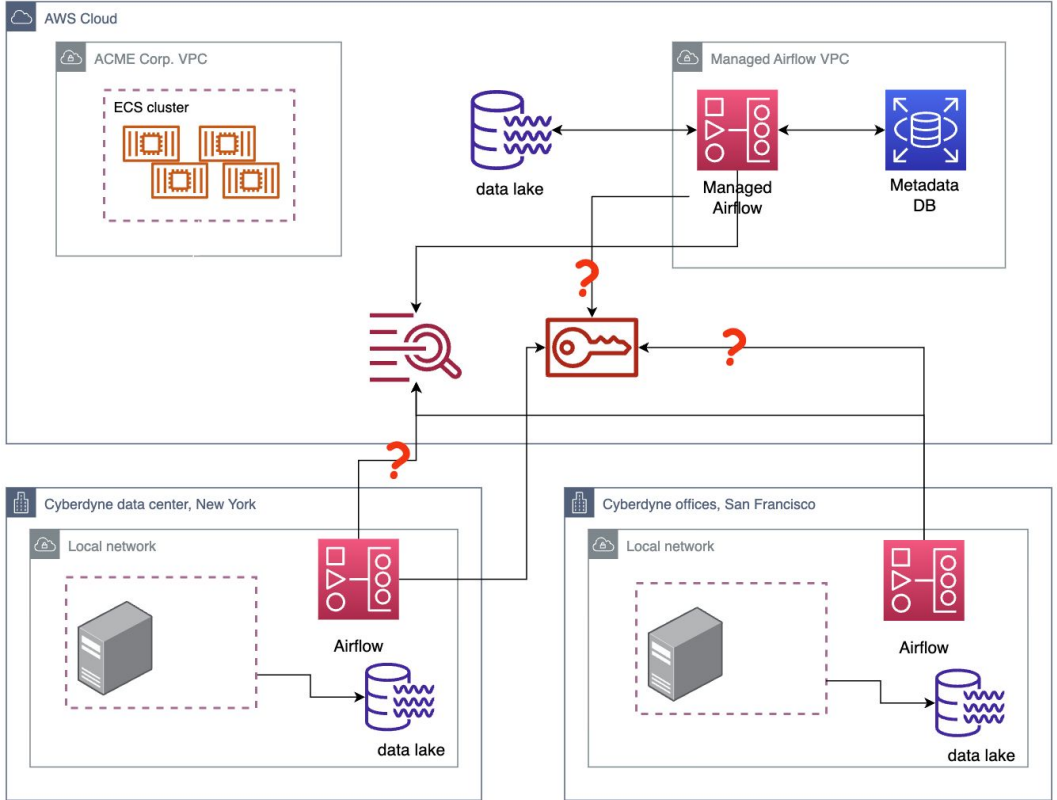 AWS Cloud
ACME Corp. VPC
Managed Airflow VPC
ECS cluster
data lake
Managed
Airflow
Metadata
DB
?
?
?
Cyberdyne data center, New York
Cyberdyne offices, San Francisco
Local network
Local network
Airflow
Airflow
data lake
data lake